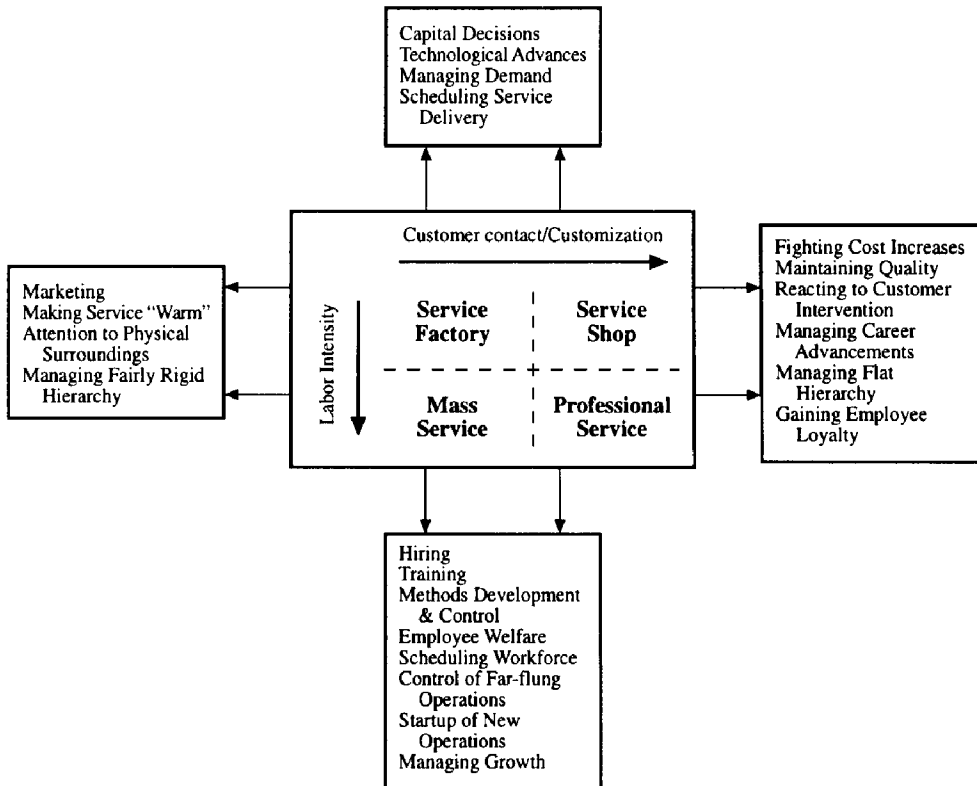 Capital Decisions
Technological Advances
Managing Demand
Scheduling Service
Delivery
Customer contact/Customization
Labor Intensity
Service
Factory
Service
Shop
Mass
Service
Professional
Service
Marketing
Making Service “Warm”
Attention to Physical
Surroundings
Managing Fairly Rigid
Hierarchy
Fighting Cost Increases
Maintaining Quality
Reacting to Customer
Intervention
Managing Career
Advancements
Managing Flat
Hierarchy
Gaining Employee
Loyalty
Hiring
Training
Methods Development
& Control
Employee Welfare
Scheduling Workforce
Control of Far-flung
Operations
Startup of New
Operations
Managing Growth